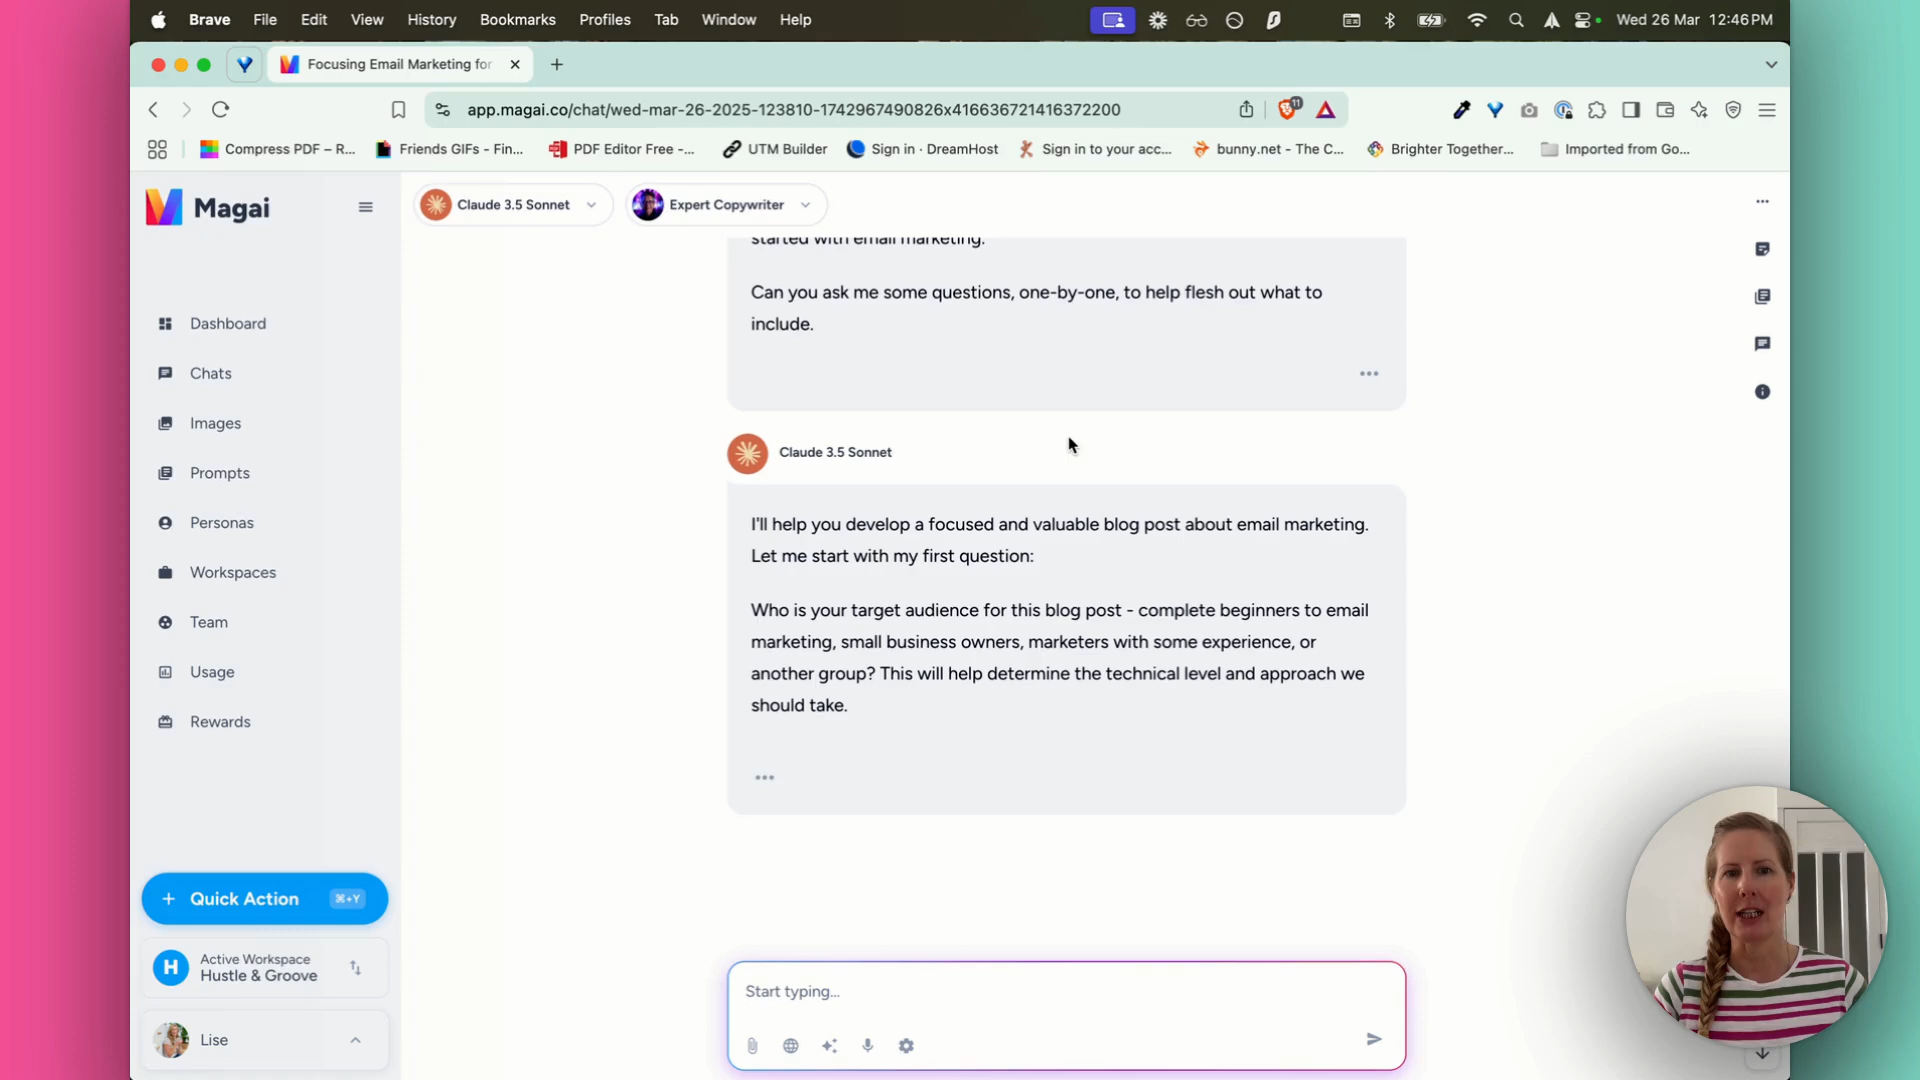 Brave File Edit View History Bookmarks Profiles Tab Window Help Wed 26 Mar 12:46 PM
Focusing Email Marketing for
app.magai.co/chat/wed-mar-26-2025-123810-1742967490826x416636721416372200
11
Compress PDF – R... Friends GIFs - Fin... PDF Editor Free -... UTM Builder Sign in · DreamHost Sign in to your acc... bunny.net - The C... Brighter Together... Imported from Go...
Magai
Claude 3.5 Sonnet Expert Copywriter
started with email marketing.
Can you ask me some questions, one-by-one, to help flesh out what to
include.
Dashboard
Chats
Images
Prompts
Personas
Workspaces
Team
Usage
Rewards
Claude 3.5 Sonnet
I'll help you develop a focused and valuable blog post about email marketing.
Let me start with my first question:
Who is your target audience for this blog post - complete beginners to email
marketing, small business owners, marketers with some experience, or
another group? This will help determine the technical level and approach we
should take.
+ Quick Action ⌘+Y
H
Active Workspace
Hustle & Groove
Lise
Start typing...